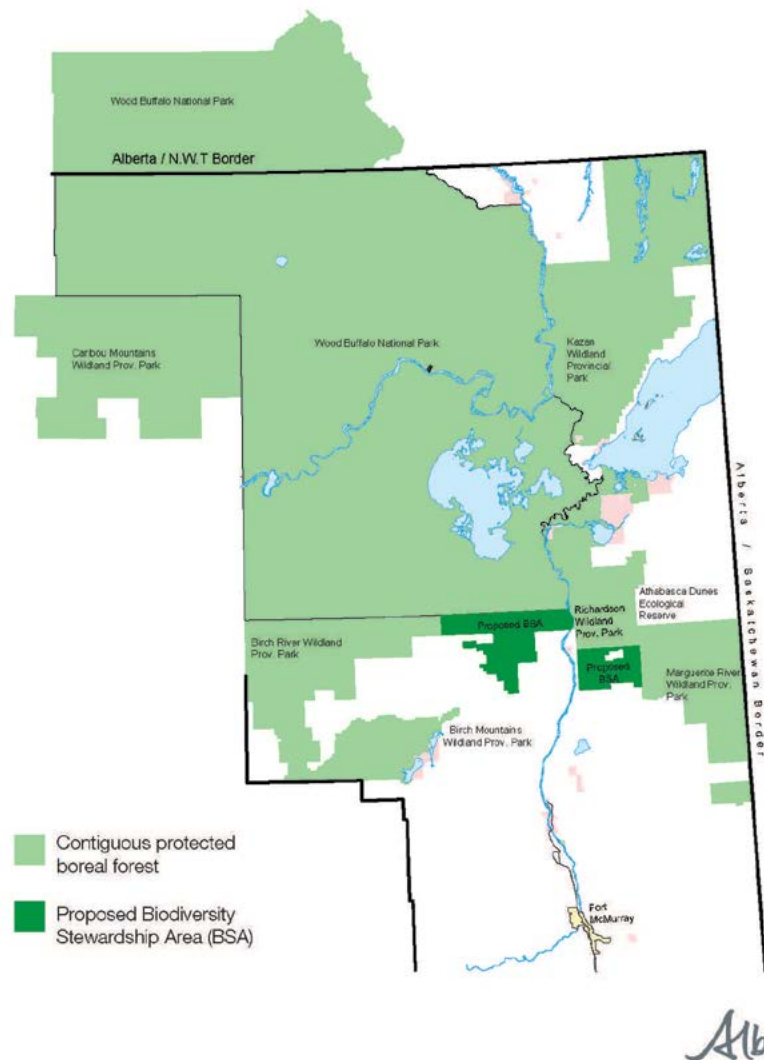 Wood Buffalo National Park
Alberta / N.W.T Border
Caribou Mountains
Wildland Prov. Park
Wood Buffalo National Park
Kazan
Wildland
Provincial
Park
Alberta / Saskatchewan Border
Athabasca Dunes
Ecological
Reserve
Richardson
Wildland
Prov. Park
Proposed BSA
Birch River Wildland
Prov. Park
Proposed
BSA
Marguerite River
Wildland Prov.
Park
Birch Mountains
Wildland Prov. Park
Contiguous protected
boreal forest
Proposed Biodiversity
Stewardship Area (BSA)
Fort
McMurray
Alb